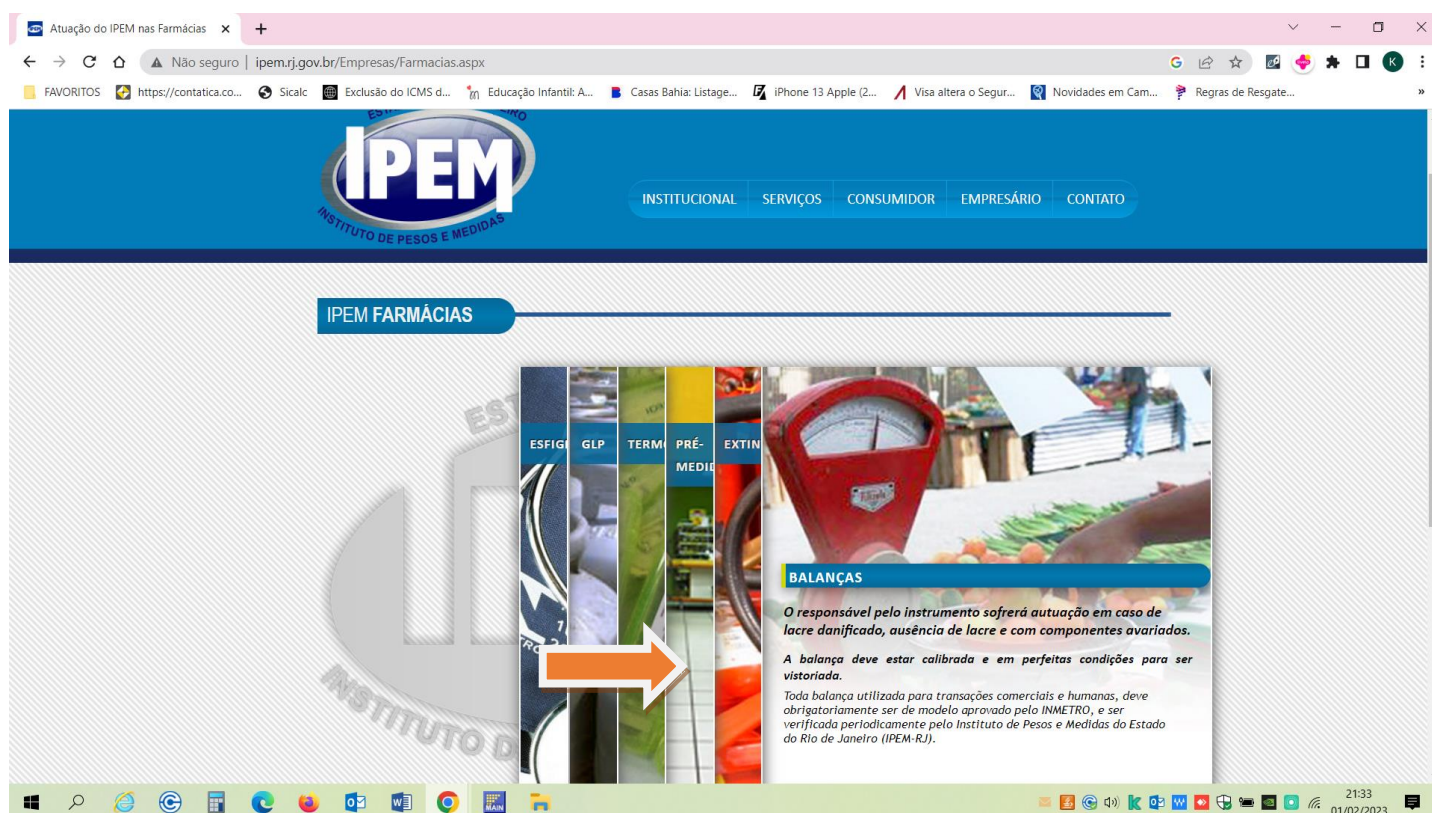 Atuação do IPEM nas Farmácias
Não seguro | ipem.rj.gov.br/Empresas/Farmacias.aspx
K
FAVORITOS https://contatica.co... Sicalc Exclusão do ICMS d... Educação Infantil: A... Casas Bahia: Listage... iPhone 13 Apple (2... Visa altera o Segur... Novidades em Cam... Regras de Resgate... »
IPEM
INSTITUTO DE PESOS E MEDIDAS
INSTITUCIONAL SERVIÇOS CONSUMIDOR EMPRESÁRIO CONTATO
IPEM FARMÁCIAS
EST
INSTITUTO D
ESFIG GLP TERM PRÉ- EXTIN
MEDID
Filizola
BALANÇAS
O responsável pelo instrumento sofrerá autuação em caso de
lacre danificado, ausência de lacre e com componentes avariados.
A balança deve estar calibrada e em perfeitas condições para ser
vistoriada.
Toda balança utilizada para transações comerciais e humanas, deve
obrigatoriamente ser de modelo aprovado pelo INMETRO, e ser
verificada periodicamente pelo Instituto de Pesos e Medidas do Estado
do Rio de Janeiro (IPEM-RJ).
MAIN
21:33
01/02/2023